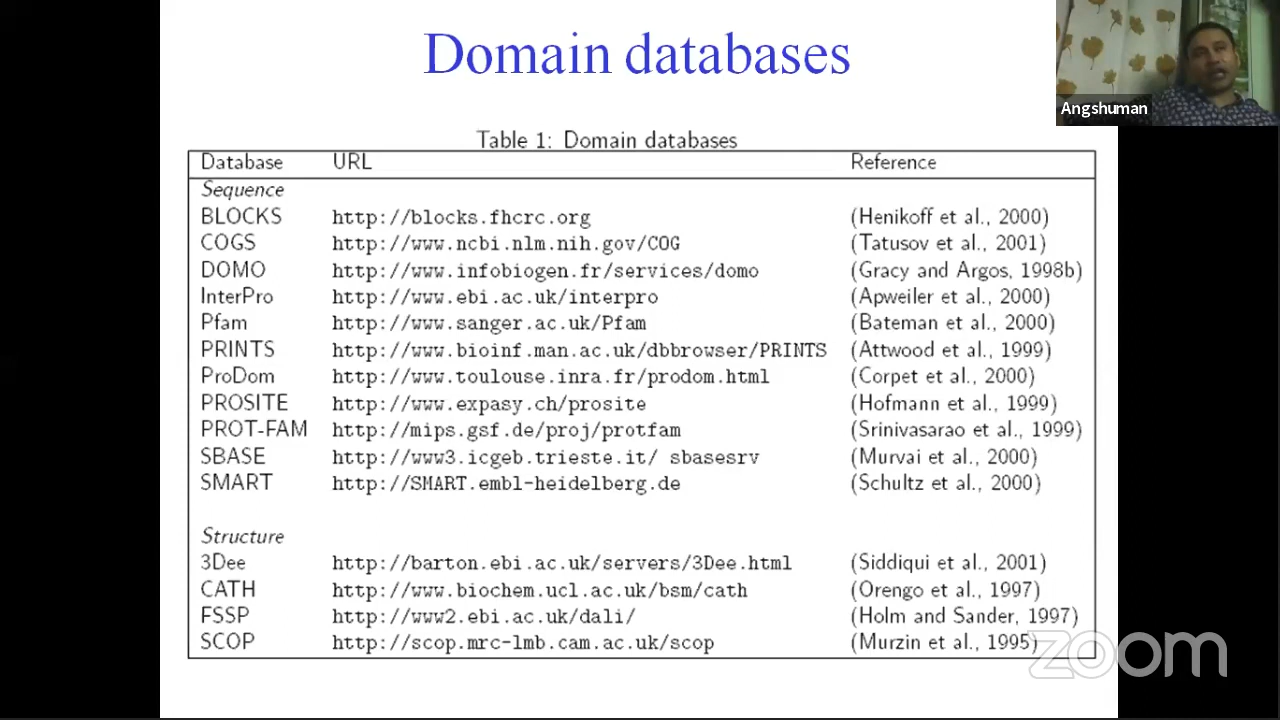 Domain databases
Angshuman
Table 1: Domain databases
Database URL Reference
Sequence
BLOCKS http://blocks.fhcrc.org (Henikoff et al., 2000)
COGS http://www.ncbi.nlm.nih.gov/COG (Tatusov et al., 2001)
DOMO http://www.infobiogen.fr/services/domo (Gracy and Argos, 1998b)
InterPro http://www.ebi.ac.uk/interpro (Apweiler et al., 2000)
Pfam http://www.sanger.ac.uk/Pfam (Bateman et al., 2000)
PRINTS http://www.bioinf.man.ac.uk/dbbrowser/PRINTS (Attwood et al., 1999)
ProDom http://www.toulouse.inra.fr/prodom.html (Corpet et al., 2000)
PROSITE http://www.expasy.ch/prosite (Hofmann et al., 1999)
PROT-FAM http://mips.gsf.de/proj/protfam (Srinivasarao et al., 1999)
SBASE http://www3.icgeb.trieste.it/ sbasesrv (Murvai et al., 2000)
SMART http://SMART.embl-heidelberg.de (Schultz et al., 2000)
Structure
3Dee http://barton.ebi.ac.uk/servers/3Dee.html (Siddiqui et al., 2001)
CATH http://www.biochem.ucl.ac.uk/bsm/cath (Orengo et al., 1997)
FSSP http://www2.ebi.ac.uk/dali/ (Holm and Sander, 1997)
SCOP http://scop.mrc-lmb.cam.ac.uk/scop (Murzin et al., 1995)
zoom